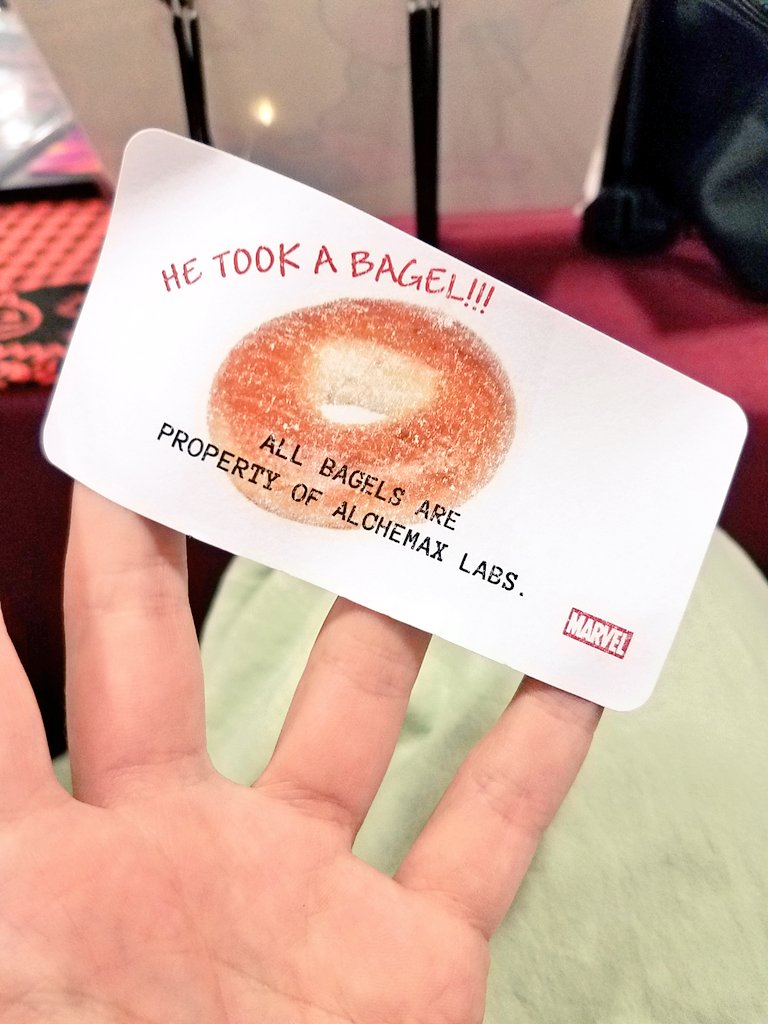 HE TOOK A BAGEL!!!
ALL BAGELS ARE
PROPERTY OF ALCHEMAX LABS.
MARVEL